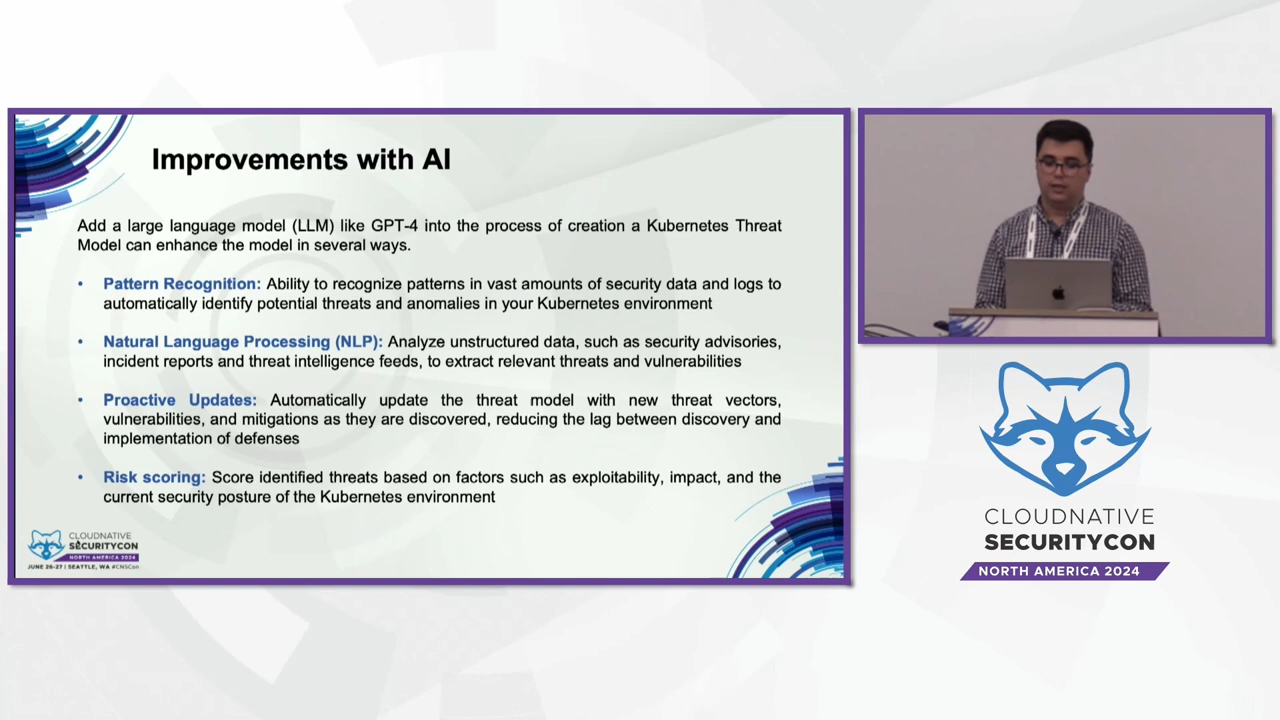 Improvements with AI
Add a large language model (LLM) like GPT-4 into the process of creation a Kubernetes Threat
Model can enhance the model in several ways.
• Pattern Recognition: Ability to recognize patterns in vast amounts of security data and logs to
automatically identify potential threats and anomalies in your Kubernetes environment
• Natural Language Processing (NLP): Analyze unstructured data, such as security advisories,
incident reports and threat intelligence feeds, to extract relevant threats and vulnerabilities
• Proactive Updates: Automatically update the threat model with new threat vectors,
vulnerabilities, and mitigations as they are discovered, reducing the lag between discovery and
implementation of defenses
• Risk scoring: Score identified threats based on factors such as exploitability, impact, and the
current security posture of the Kubernetes environment
CLOUDNATIVE
SECURITYCON
NORTH AMERICA 2024
JUNE 26-27 | SEATTLE, WA #CNSCon
CLOUDNATIVE
SECURITYCON
NORTH AMERICA 2024